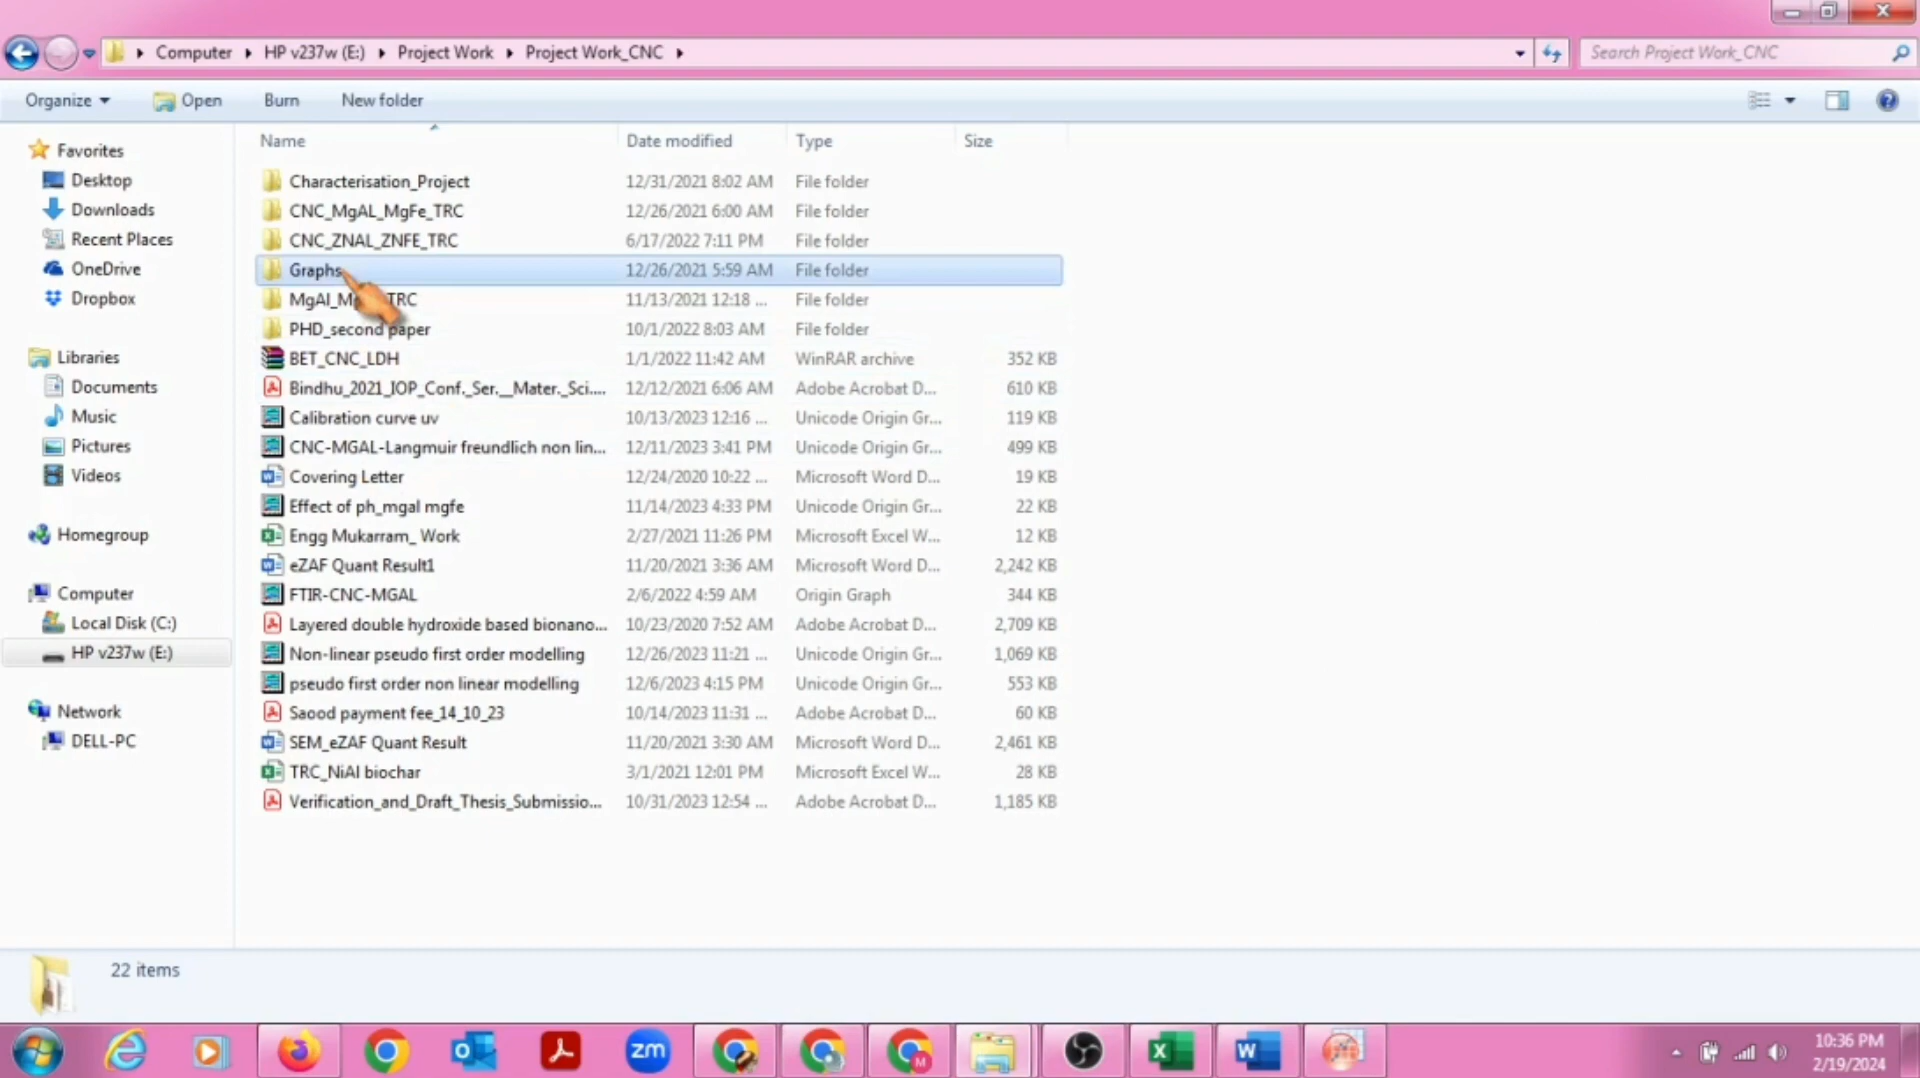 Computer HP v237w (E:) Project Work Project Work_CNC Search Project Work_CNC
Organize Open Burn New folder
Name Date modified Type Size
Favorites
Desktop
Downloads
Recent Places
OneDrive
Dropbox
Libraries
Documents
Music
Pictures
Videos
Homegroup
Computer
Local Disk (C:)
HP v237w (E:)
Network
DELL-PC
Characterisation_Project 12/31/2021 8:02 AM File folder
CNC_MgAL_MgFe_TRC 12/26/2021 6:00 AM File folder
CNC_ZNAL_ZNFE_TRC 6/17/2022 7:11 PM File folder
Graphs 12/26/2021 5:59 AM File folder
MgAl_M TRC 11/13/2021 12:18 ... File folder
PHD_second paper 10/1/2022 8:03 AM File folder
BET_CNC_LDH 1/1/2022 11:42 AM WinRAR archive 352 KB
Bindhu_2021_IOP_Conf._Ser.__Mater._Sci.... 12/12/2021 6:06 AM Adobe Acrobat D... 610 KB
Calibration curve uv 10/13/2023 12:16 ... Unicode Origin Gr... 119 KB
CNC-MGAL-Langmuir freundlich non lin... 12/11/2023 3:41 PM Unicode Origin Gr... 499 KB
Covering Letter 12/24/2020 10:22 ... Microsoft Word D... 19 KB
Effect of ph_mgal mgfe 11/14/2023 4:33 PM Unicode Origin Gr... 22 KB
Engg Mukarram_ Work 2/27/2021 11:26 PM Microsoft Excel W... 12 KB
eZAF Quant Result1 11/20/2021 3:36 AM Microsoft Word D... 2,242 KB
FTIR-CNC-MGAL 2/6/2022 4:59 AM Origin Graph 344 KB
Layered double hydroxide based bionano... 10/23/2020 7:52 AM Adobe Acrobat D... 2,709 KB
Non-linear pseudo first order modelling 12/26/2023 11:21 ... Unicode Origin Gr... 1,069 KB
pseudo first order non linear modelling 12/6/2023 4:15 PM Unicode Origin Gr... 553 KB
Saood payment fee_14_10_23 10/14/2023 11:31 ... Adobe Acrobat D... 60 KB
SEM_eZAF Quant Result 11/20/2021 3:30 AM Microsoft Word D... 2,461 KB
TRC_NiAl biochar 3/1/2021 12:01 PM Microsoft Excel W... 28 KB
Verification_and_Draft_Thesis_Submissio... 10/31/2023 12:54 ... Adobe Acrobat D... 1,185 KB
22 items
zm
10:36 PM
2/19/2024